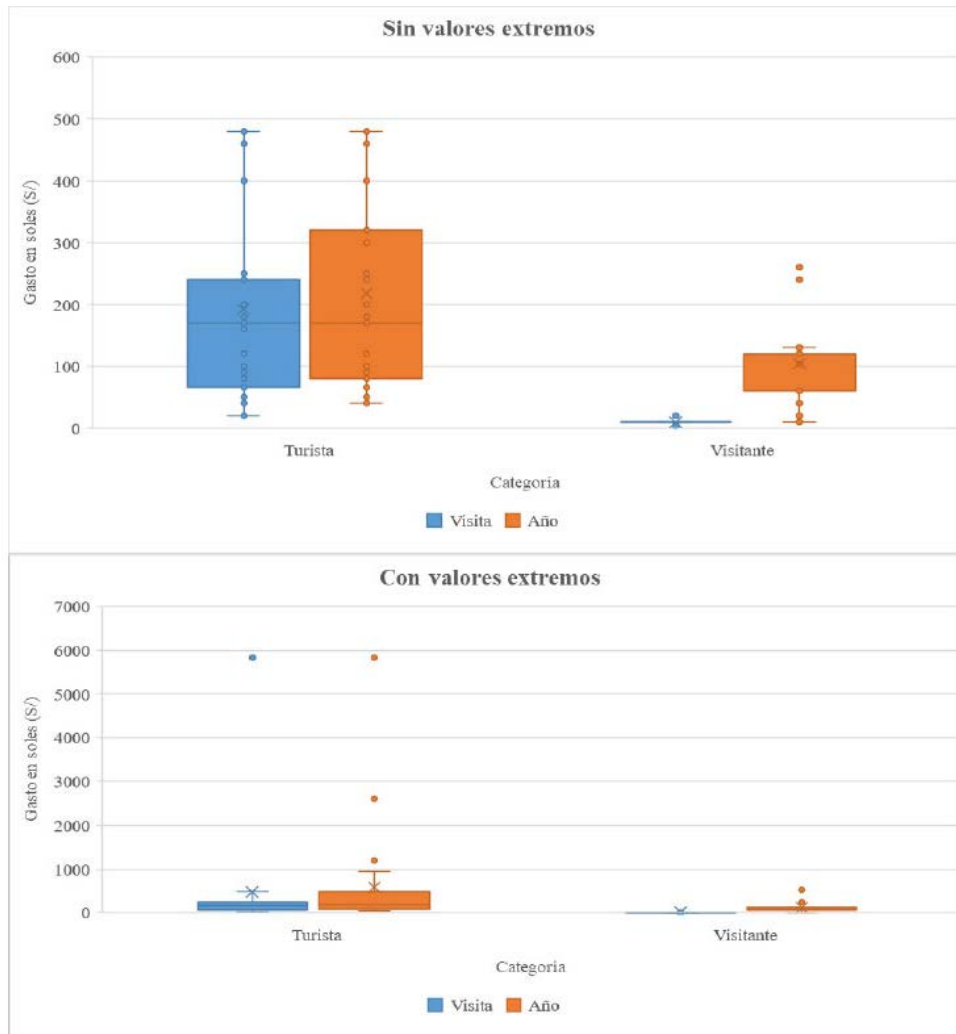 Sin valores extremos
600
500
400
300
200
100
0
Gasto en soles (S/)
Turista
Visitante
Categoria
Visita
Año
Con valores extremos
7000
6000
5000
4000
3000
2000
1000
0
Gasto en soles (S/)
Turista
Visitante
Categoria
Visita
Año